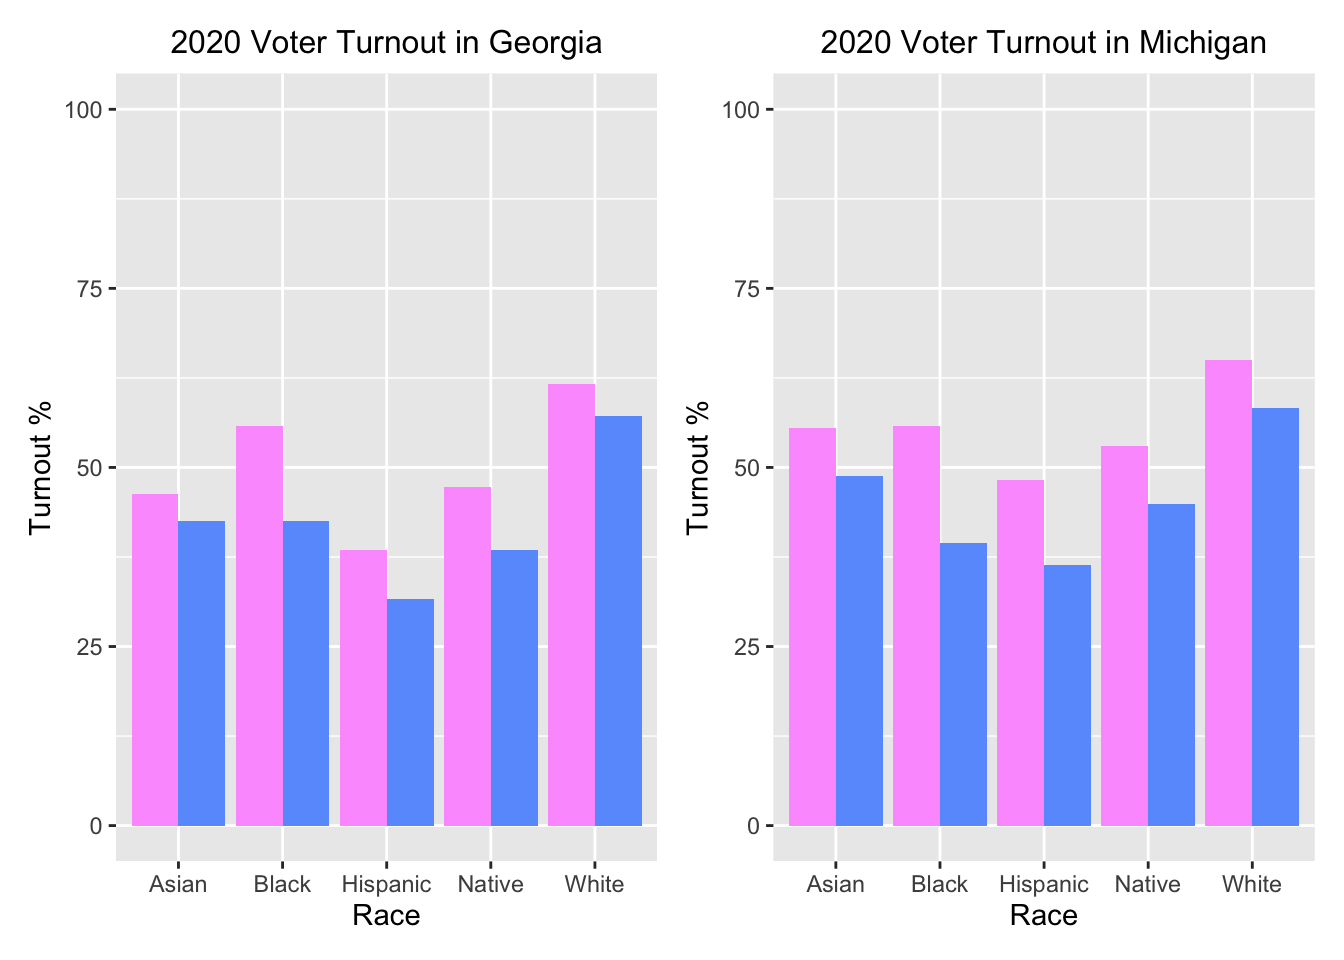 2020 Voter Turnout in Georgia
100
75
50
25
0
Turnout %
Asian Black Hispanic Native White
Race
2020 Voter Turnout in Michigan
100
75
50
25
0
Turnout %
Asian Black Hispanic Native White
Race